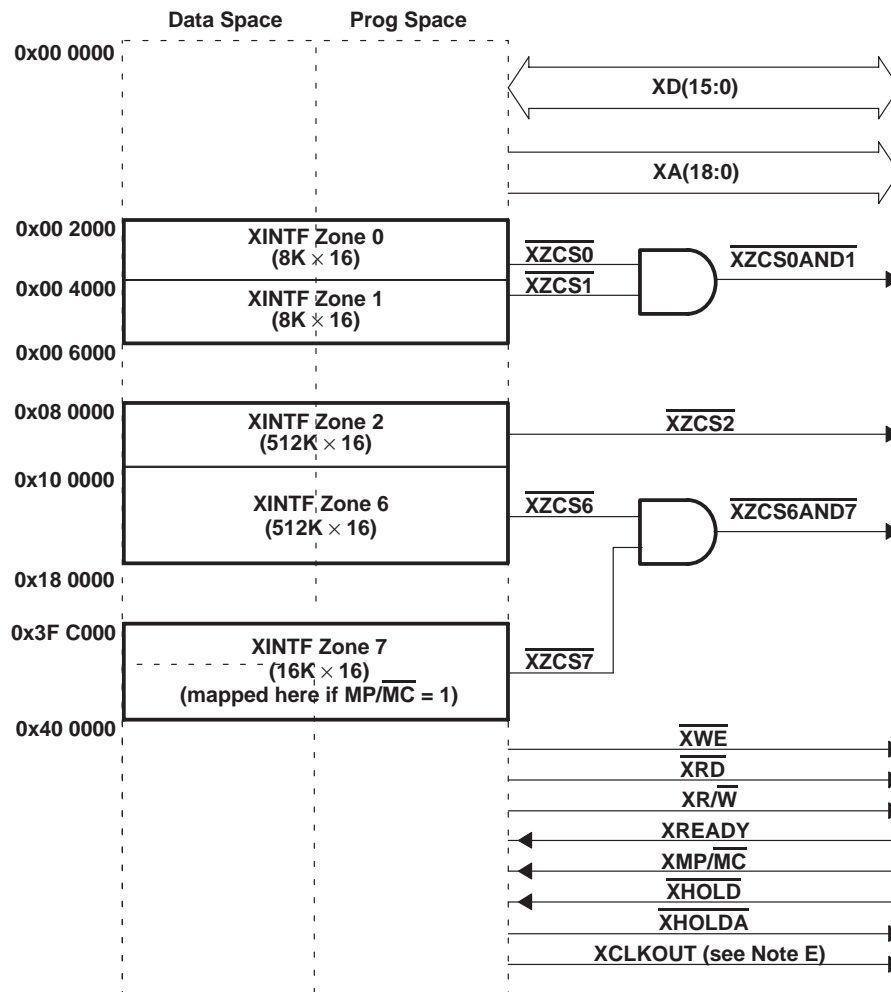 Data Space Prog Space
0x00 0000
XD(15:0)
XA(18:0)
0x00 2000
XINTF Zone 0
(8K × 16)
XZCS0
XZCS0AND1
0x00 4000
XZCS1
XINTF Zone 1
(8K × 16)
0x00 6000
0x08 0000
XINTF Zone 2
(512K × 16)
XZCS2
0x10 0000
XINTF Zone 6
(512K × 16)
XZCS6
XZCS6AND7
0x18 0000
0x3F C000
XINTF Zone 7
(16K × 16)
(mapped here if MP/MC = 1)
XZCS7
0x40 0000
XWE
XRD
XR/W
XREADY
XMP/MC
XHOLD
XHOLDA
XCLKOUT (see Note E)